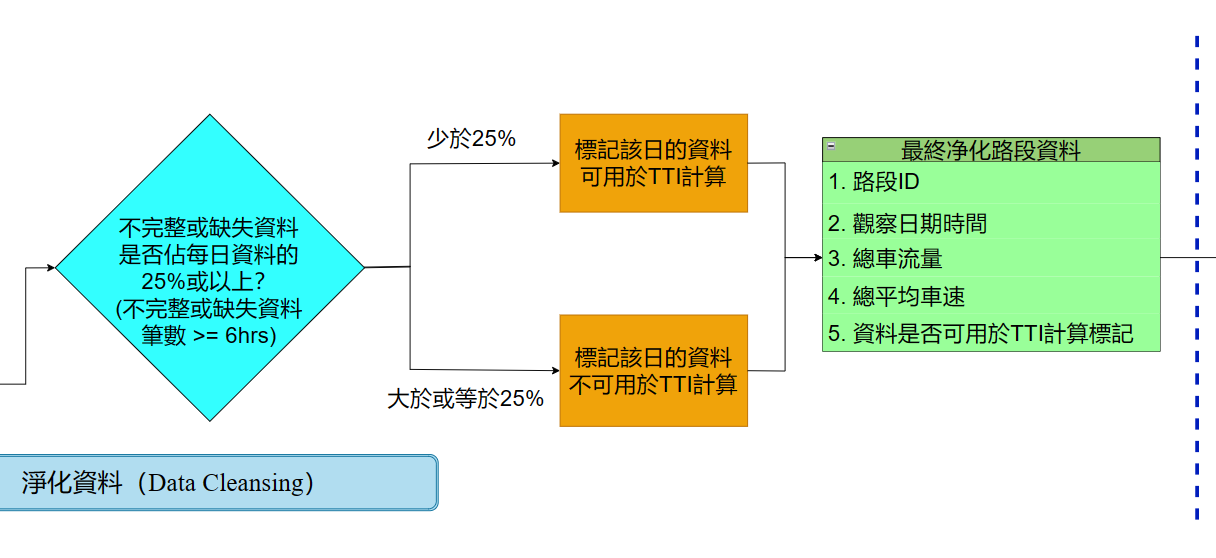 不完整或缺失資料
是否佔每日資料的
25%或以上?
(不完整或缺失資料
筆數 >= 6hrs)
少於25%
大於或等於25%
標記該日的資料
可用於TTI計算
標記該日的資料
不可用於TTI計算
最終净化路段資料
1. 路段ID
2. 觀察日期時間
3. 總車流量
4. 總平均車速
5. 資料是否可用於TTI計算標記
淨化資料（Data Cleansing）